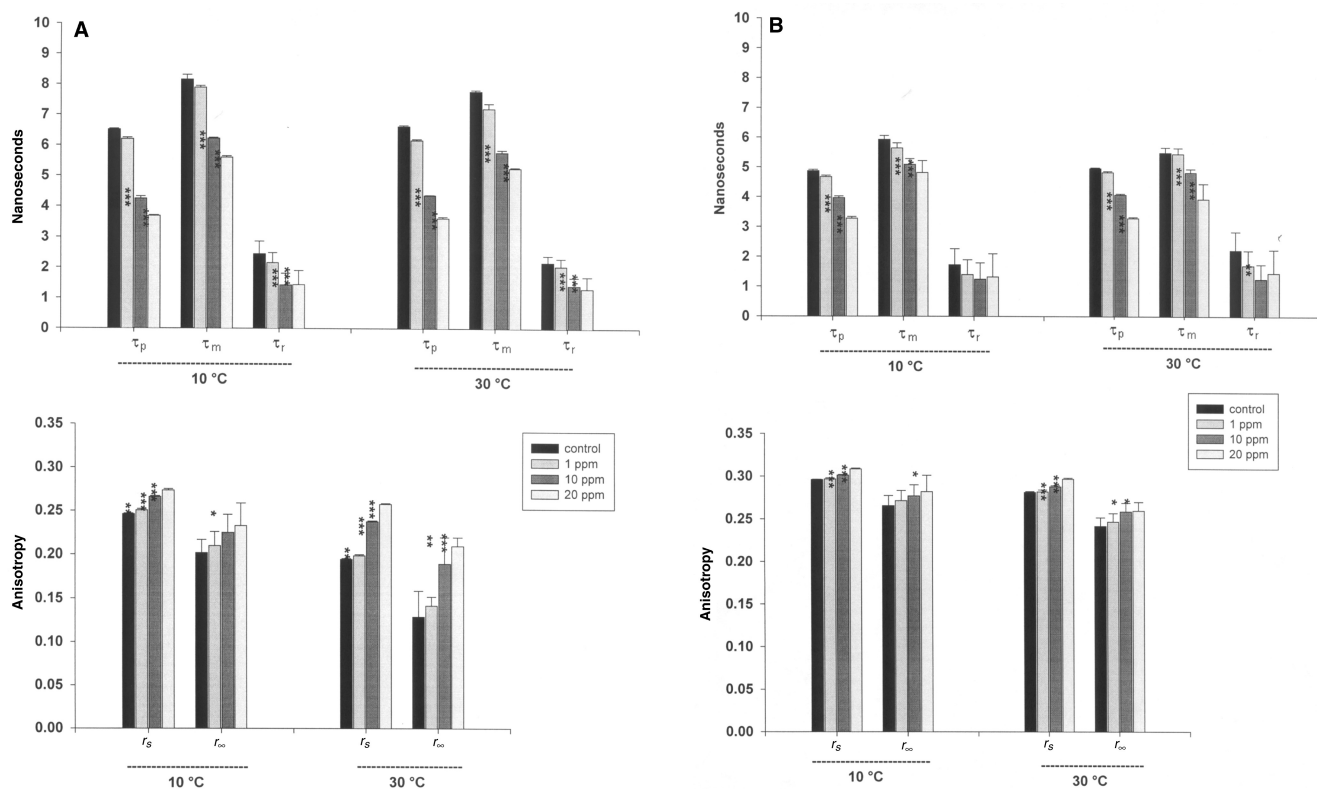 A
10
9
8
7
6
5
4
3
2
1
0
Nanoseconds
*** *** *** *** *** *** *** *** *** *** *** ***
τp τm τr τp τm τr
10 °C 30 °C
B
10
9
8
7
6
5
4
3
2
1
0
Nanoseconds
*** *** *** *** *** *** *** *** **
τp τm τr τp τm τr
10 °C 30 °C
0.35
0.30
0.25
0.20
0.15
0.10
0.05
0.00
Anisotropy
** *** *** * ** *** *** ** ***
rs r∞ rs r∞
10 °C 30 °C
control
1 ppm
10 ppm
20 ppm
0.35
0.30
0.25
0.20
0.15
0.10
0.05
0.00
Anisotropy
*** *** * *** *** * *
rs r∞ rs r∞
10 °C 30 °C
control
1 ppm
10 ppm
20 ppm